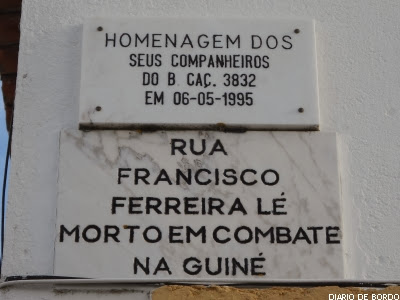 HOMENAGEM DOS
SEUS COMPANHEIROS
DO B CAÇ. 3832
EM 06-05-1995
RUA
FRANCISCO
FERREIRA LÉ
MORTO EM COMBATE
NA GUINÉ
DIARIO DE BORDO